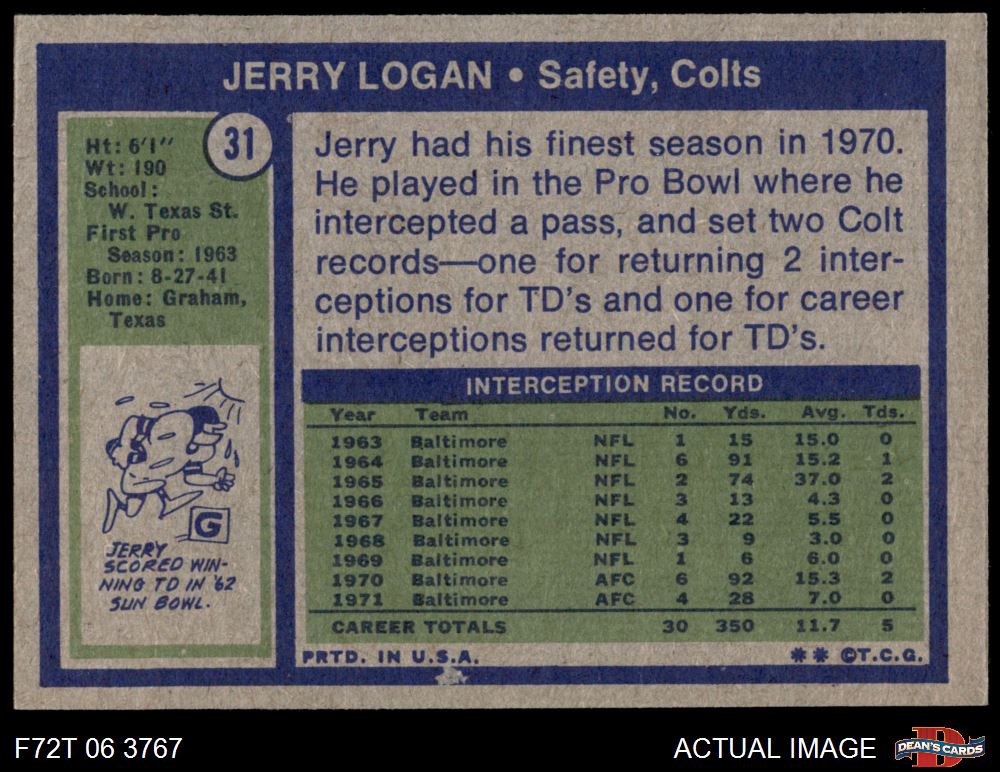 JERRY LOGAN • Safety, Colts
31
Ht: 6'1"
Wt: 190
School:
W. Texas St.
First Pro
Season: 1963
Born: 8-27-41
Home: Graham,
Texas
G
JERRY
SCORED WIN-
NING TD IN '62
SUN BOWL.
Jerry had his finest season in 1970.
He played in the Pro Bowl where he
intercepted a pass, and set two Colt
records—one for returning 2 inter-
ceptions for TD's and one for career
interceptions returned for TD's.
INTERCEPTION RECORD
Year Team No. Yds. Avg. Tds.
1963 Baltimore NFL 1 15 15.0 0
1964 Baltimore NFL 6 91 15.2 1
1965 Baltimore NFL 2 74 37.0 2
1966 Baltimore NFL 3 13 4.3 0
1967 Baltimore NFL 4 22 5.5 0
1968 Baltimore NFL 3 9 3.0 0
1969 Baltimore NFL 1 6 6.0 0
1970 Baltimore AFC 6 92 15.3 2
1971 Baltimore AFC 4 28 7.0 0
CAREER TOTALS 30 350 11.7 5
PRTD. IN U.S.A. ** ©T.C.G.
F72T 06 3767 ACTUAL IMAGE D DEAN'S CARDS